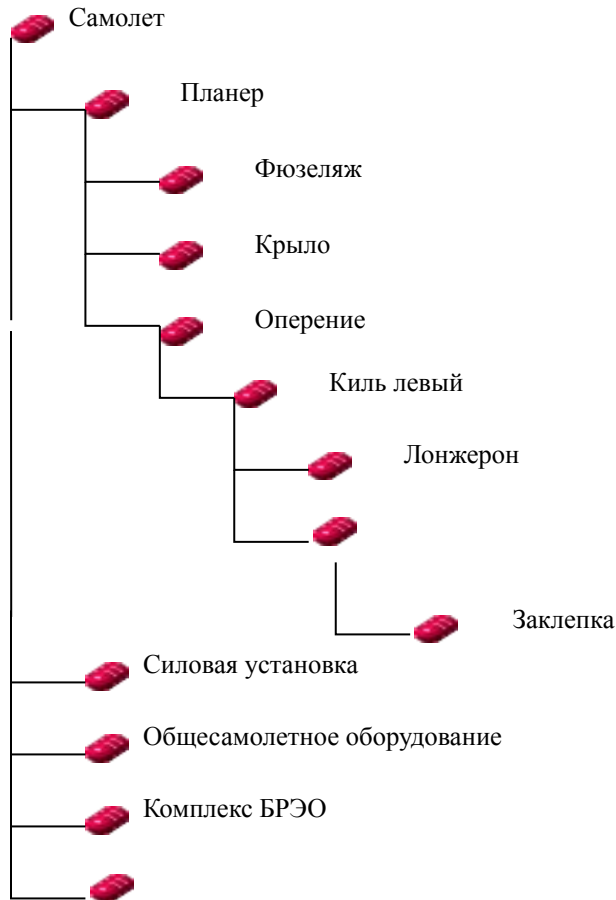 Самолет
Планер
Фюзеляж
Крыло
Оперение
Киль левый
Лонжерон
Заклепка
Силовая установка
Общесамолетное оборудование
Комплекс БРЭО